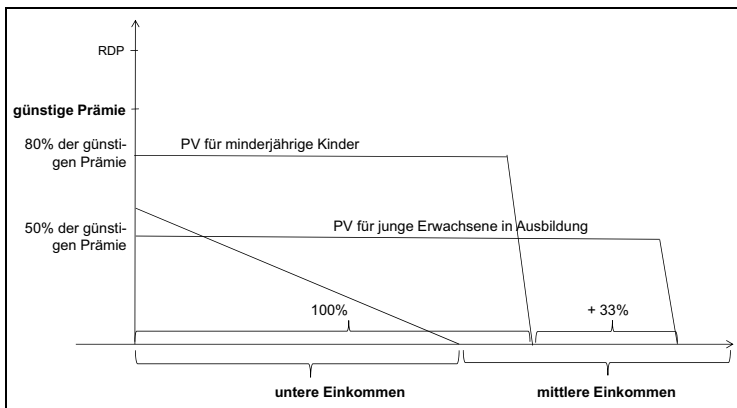 RDP
günstige Prämie
80% der günsti-
gen Prämie
PV für minderjährige Kinder
50% der günsti-
gen Prämie
PV für junge Erwachsene in Ausbildung
100%
+ 33%
untere Einkommen
mittlere Einkommen